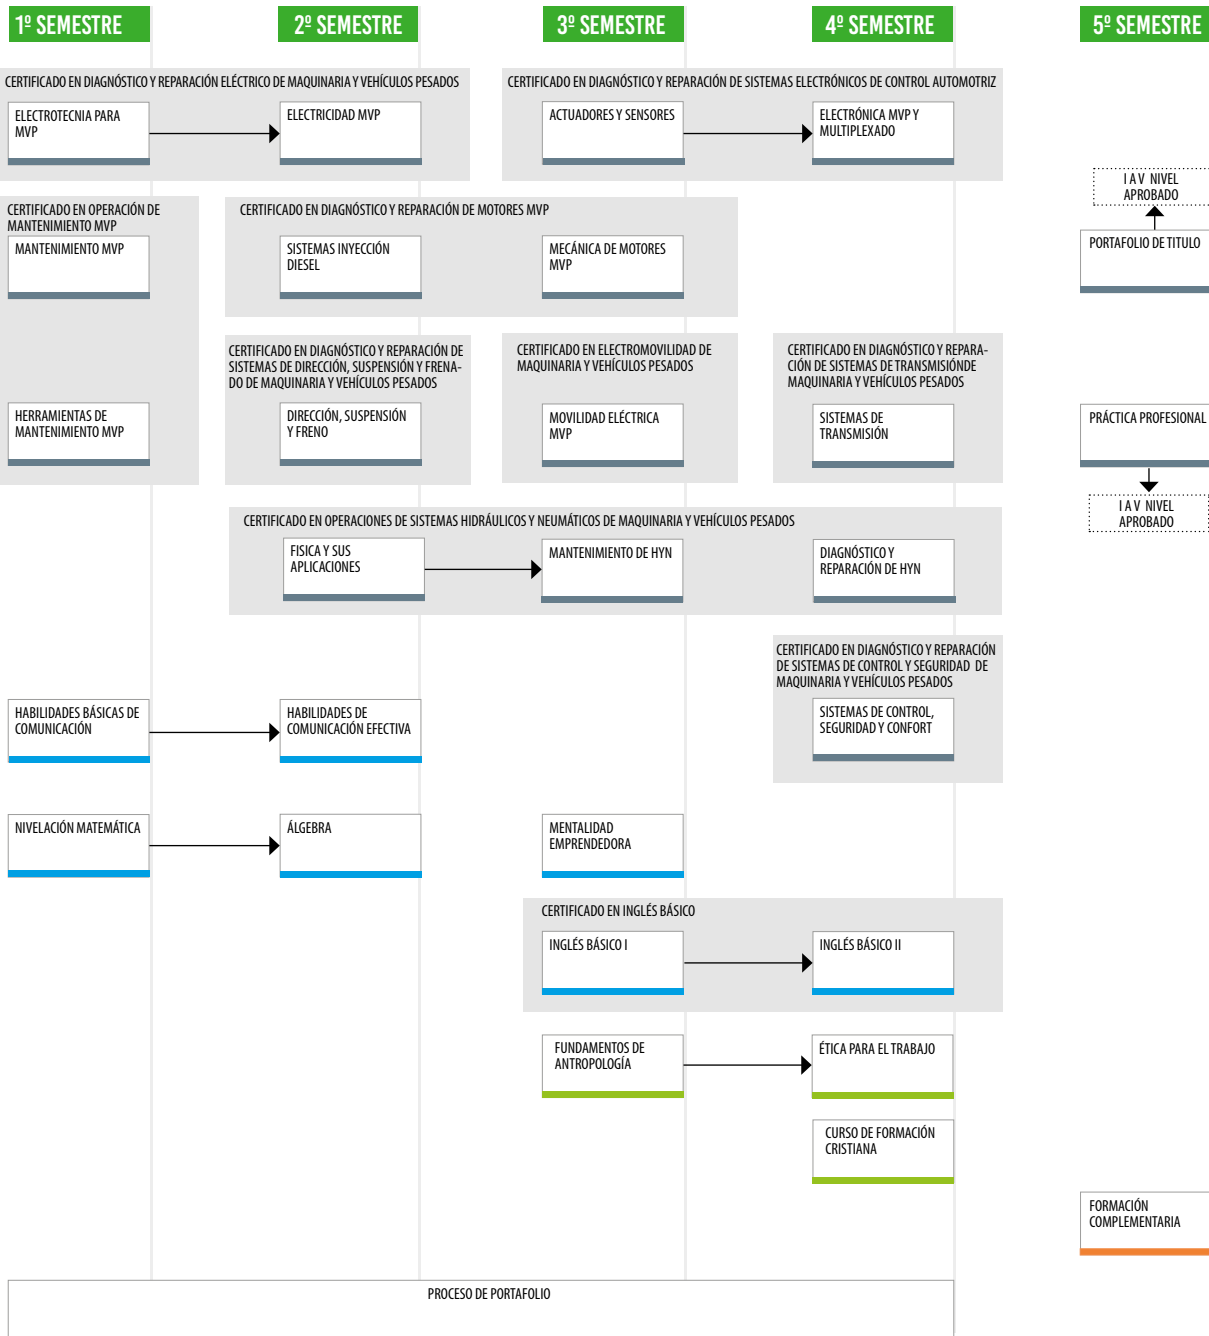 1º SEMESTRE
2º SEMESTRE
3º SEMESTRE
4º SEMESTRE
5º SEMESTRE
CERTIFICADO EN DIAGNÓSTICO Y REPARACIÓN ELÉCTRICO DE MAQUINARIA Y VEHÍCULOS PESADOS
CERTIFICADO EN DIAGNÓSTICO Y REPARACIÓN DE SISTEMAS ELECTRÓNICOS DE CONTROL AUTOMOTRIZ
ELECTROTECNIA PARA
MVP
ELECTRICIDAD MVP
ACTUADORES Y SENSORES
ELECTRÓNICA MVP Y
MULTIPLEXADO
I A V NIVEL
APROBADO
CERTIFICADO EN OPERACIÓN DE
MANTENIMIENTO MVP
CERTIFICADO EN DIAGNÓSTICO Y REPARACIÓN DE MOTORES MVP
MANTENIMIENTO MVP
SISTEMAS INYECCIÓN
DIESEL
MECÁNICA DE MOTORES
MVP
PORTAFOLIO DE TITULO
CERTIFICADO EN DIAGNÓSTICO Y REPARACIÓN DE
SISTEMAS DE DIRECCIÓN, SUSPENSIÓN Y FRENA-
DO DE MAQUINARIA Y VEHÍCULOS PESADOS
CERTIFICADO EN ELECTROMOVILIDAD DE
MAQUINARIA Y VEHÍCULOS PESADOS
CERTIFICADO EN DIAGNÓSTICO Y REPARA-
CIÓN DE SISTEMAS DE TRANSMISIÓNDE
MAQUINARIA Y VEHÍCULOS PESADOS
HERRAMIENTAS DE
MANTENIMIENTO MVP
DIRECCIÓN, SUSPENSIÓN
Y FRENO
MOVILIDAD ELÉCTRICA
MVP
SISTEMAS DE
TRANSMISIÓN
PRÁCTICA PROFESIONAL
I A V NIVEL
APROBADO
CERTIFICADO EN OPERACIONES DE SISTEMAS HIDRÁULICOS Y NEUMÁTICOS DE MAQUINARIA Y VEHÍCULOS PESADOS
FISICA Y SUS
APLICACIONES
MANTENIMIENTO DE HYN
DIAGNÓSTICO Y
REPARACIÓN DE HYN
CERTIFICADO EN DIAGNÓSTICO Y REPARACIÓN
DE SISTEMAS DE CONTROL Y SEGURIDAD DE
MAQUINARIA Y VEHÍCULOS PESADOS
HABILIDADES BÁSICAS DE
COMUNICACIÓN
HABILIDADES DE
COMUNICACIÓN EFECTIVA
SISTEMAS DE CONTROL,
SEGURIDAD Y CONFORT
NIVELACIÓN MATEMÁTICA
ÁLGEBRA
MENTALIDAD
EMPRENDEDORA
CERTIFICADO EN INGLÉS BÁSICO
INGLÉS BÁSICO I
INGLÉS BÁSICO II
FUNDAMENTOS DE
ANTROPOLOGÍA
ÉTICA PARA EL TRABAJO
CURSO DE FORMACIÓN
CRISTIANA
FORMACIÓN
COMPLEMENTARIA
PROCESO DE PORTAFOLIO